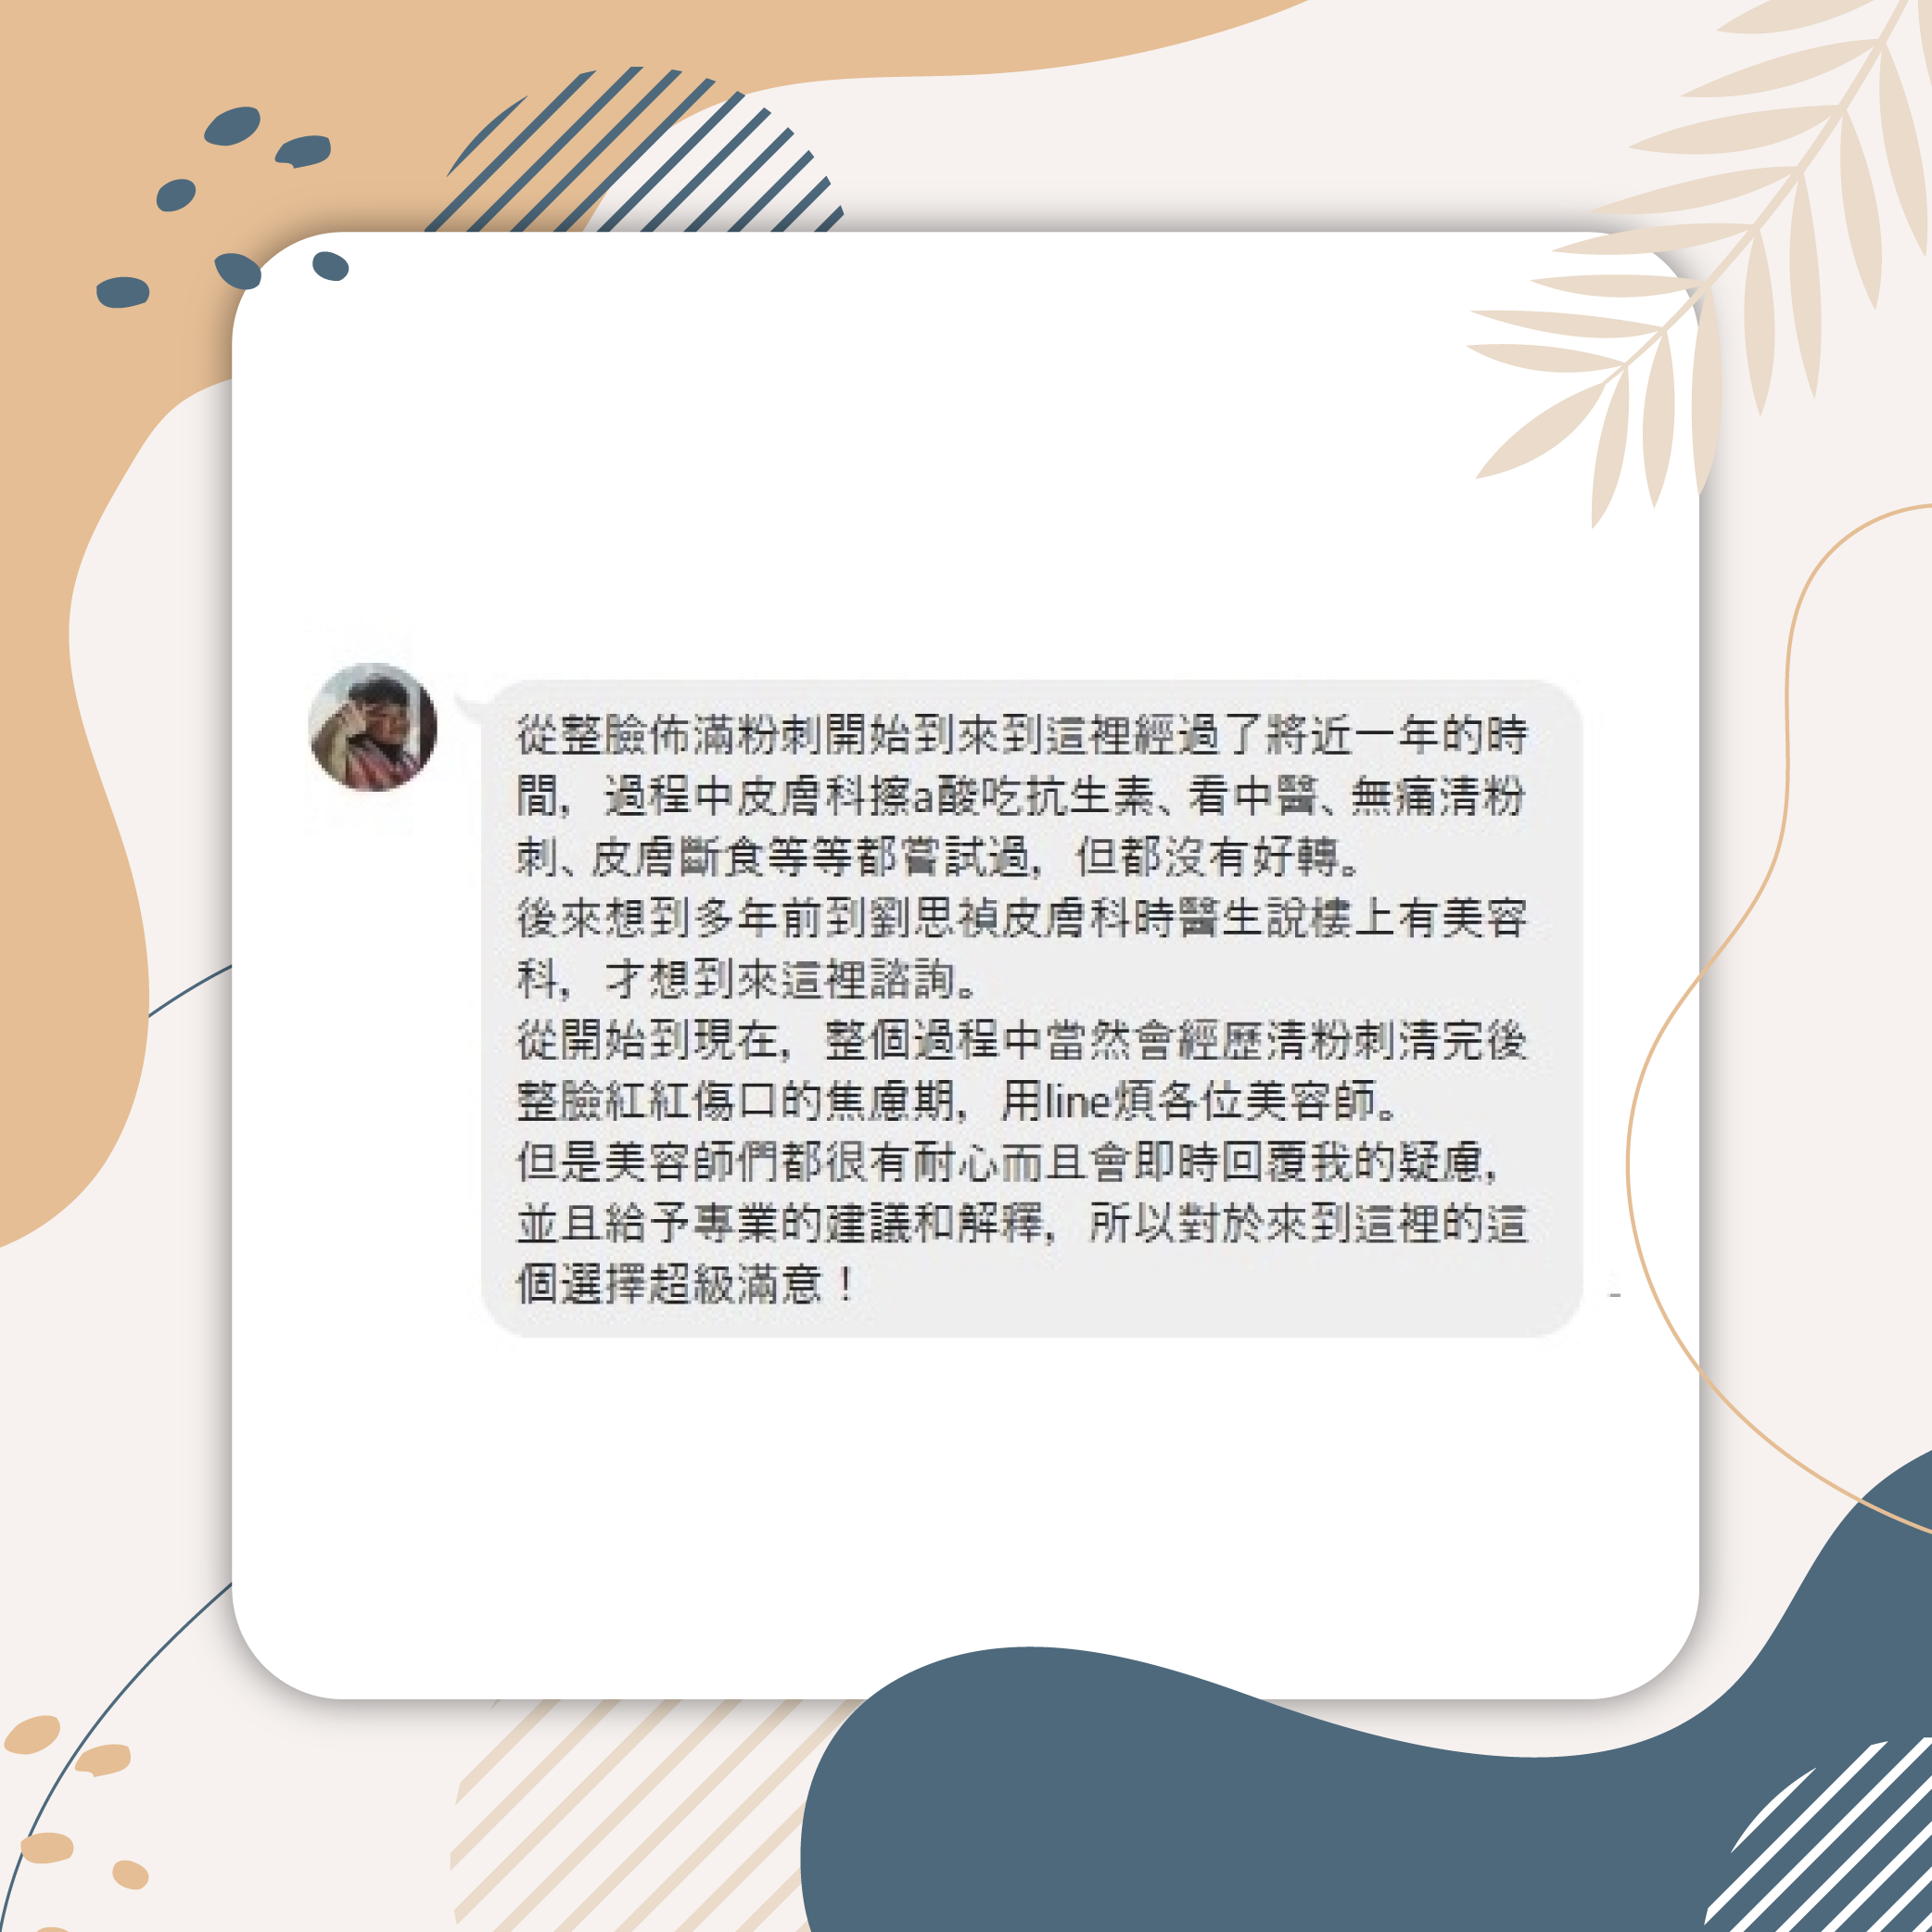 從整臉佈滿粉刺開始到來到這裡經過了將近一年的時
間，過程中皮膚科擦a酸吃抗生素、看中醫、無痛清粉
刺、皮膚斷食等等都嘗試過，但都沒有好轉。
後來想到多年前到劉思禎皮膚科時醫生說樓上有美容
科，才想到來這裡諮詢。
從開始到現在，整個過程中當然會經歷清粉刺清完後
整臉紅紅傷口的焦慮期，用line煩各位美容師。
但是美容師們都很有耐心而且會即時回覆我的疑慮，
並且給予專業的建議和解釋，所以對於來到這裡的這
個選擇超級滿意！